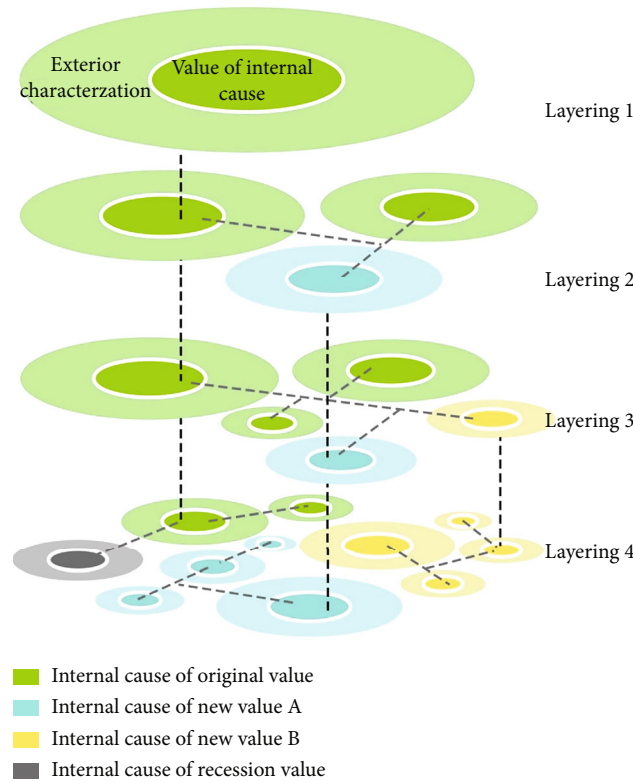 Exterior
characterzation
Value of internal
cause
Layering 1
Layering 2
Layering 3
Layering 4
Internal cause of original value
Internal cause of new value A
Internal cause of new value B
Internal cause of recession value